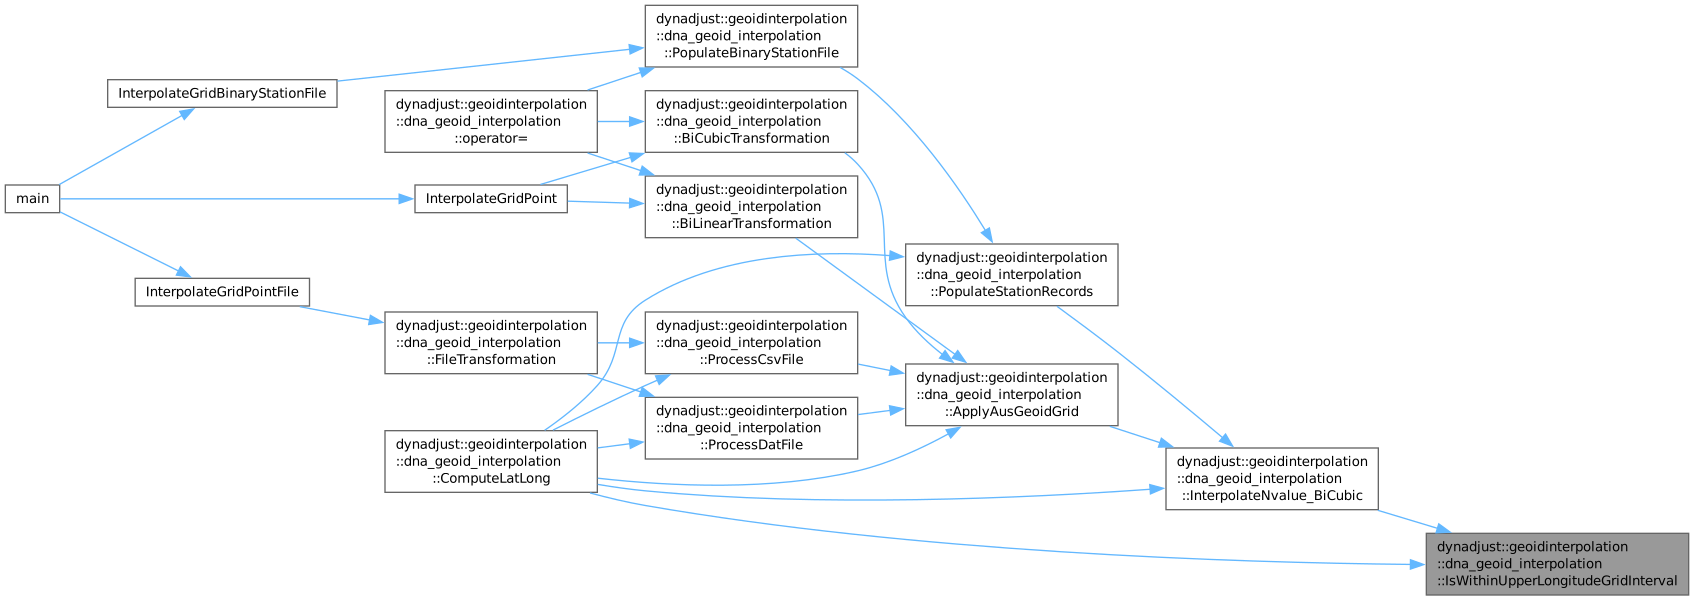 dynadjust::geoidinterpolation
::dna_geoid_interpolation
::PopulateBinaryStationFile
InterpolateGridBinaryStationFile
dynadjust::geoidinterpolation
::dna_geoid_interpolation
::operator=
dynadjust::geoidinterpolation
::dna_geoid_interpolation
::BiCubicTransformation
main
InterpolateGridPoint
dynadjust::geoidinterpolation
::dna_geoid_interpolation
::BiLinearTransformation
dynadjust::geoidinterpolation
::dna_geoid_interpolation
::PopulateStationRecords
InterpolateGridPointFile
dynadjust::geoidinterpolation
::dna_geoid_interpolation
::FileTransformation
dynadjust::geoidinterpolation
::dna_geoid_interpolation
::ProcessCsvFile
dynadjust::geoidinterpolation
::dna_geoid_interpolation
::ApplyAusGeoidGrid
dynadjust::geoidinterpolation
::dna_geoid_interpolation
::ProcessDatFile
dynadjust::geoidinterpolation
::dna_geoid_interpolation
::ComputeLatLong
dynadjust::geoidinterpolation
::dna_geoid_interpolation
::InterpolateNvalue_BiCubic
dynadjust::geoidinterpolation
::dna_geoid_interpolation
::IsWithinUpperLongitudeGridInterval